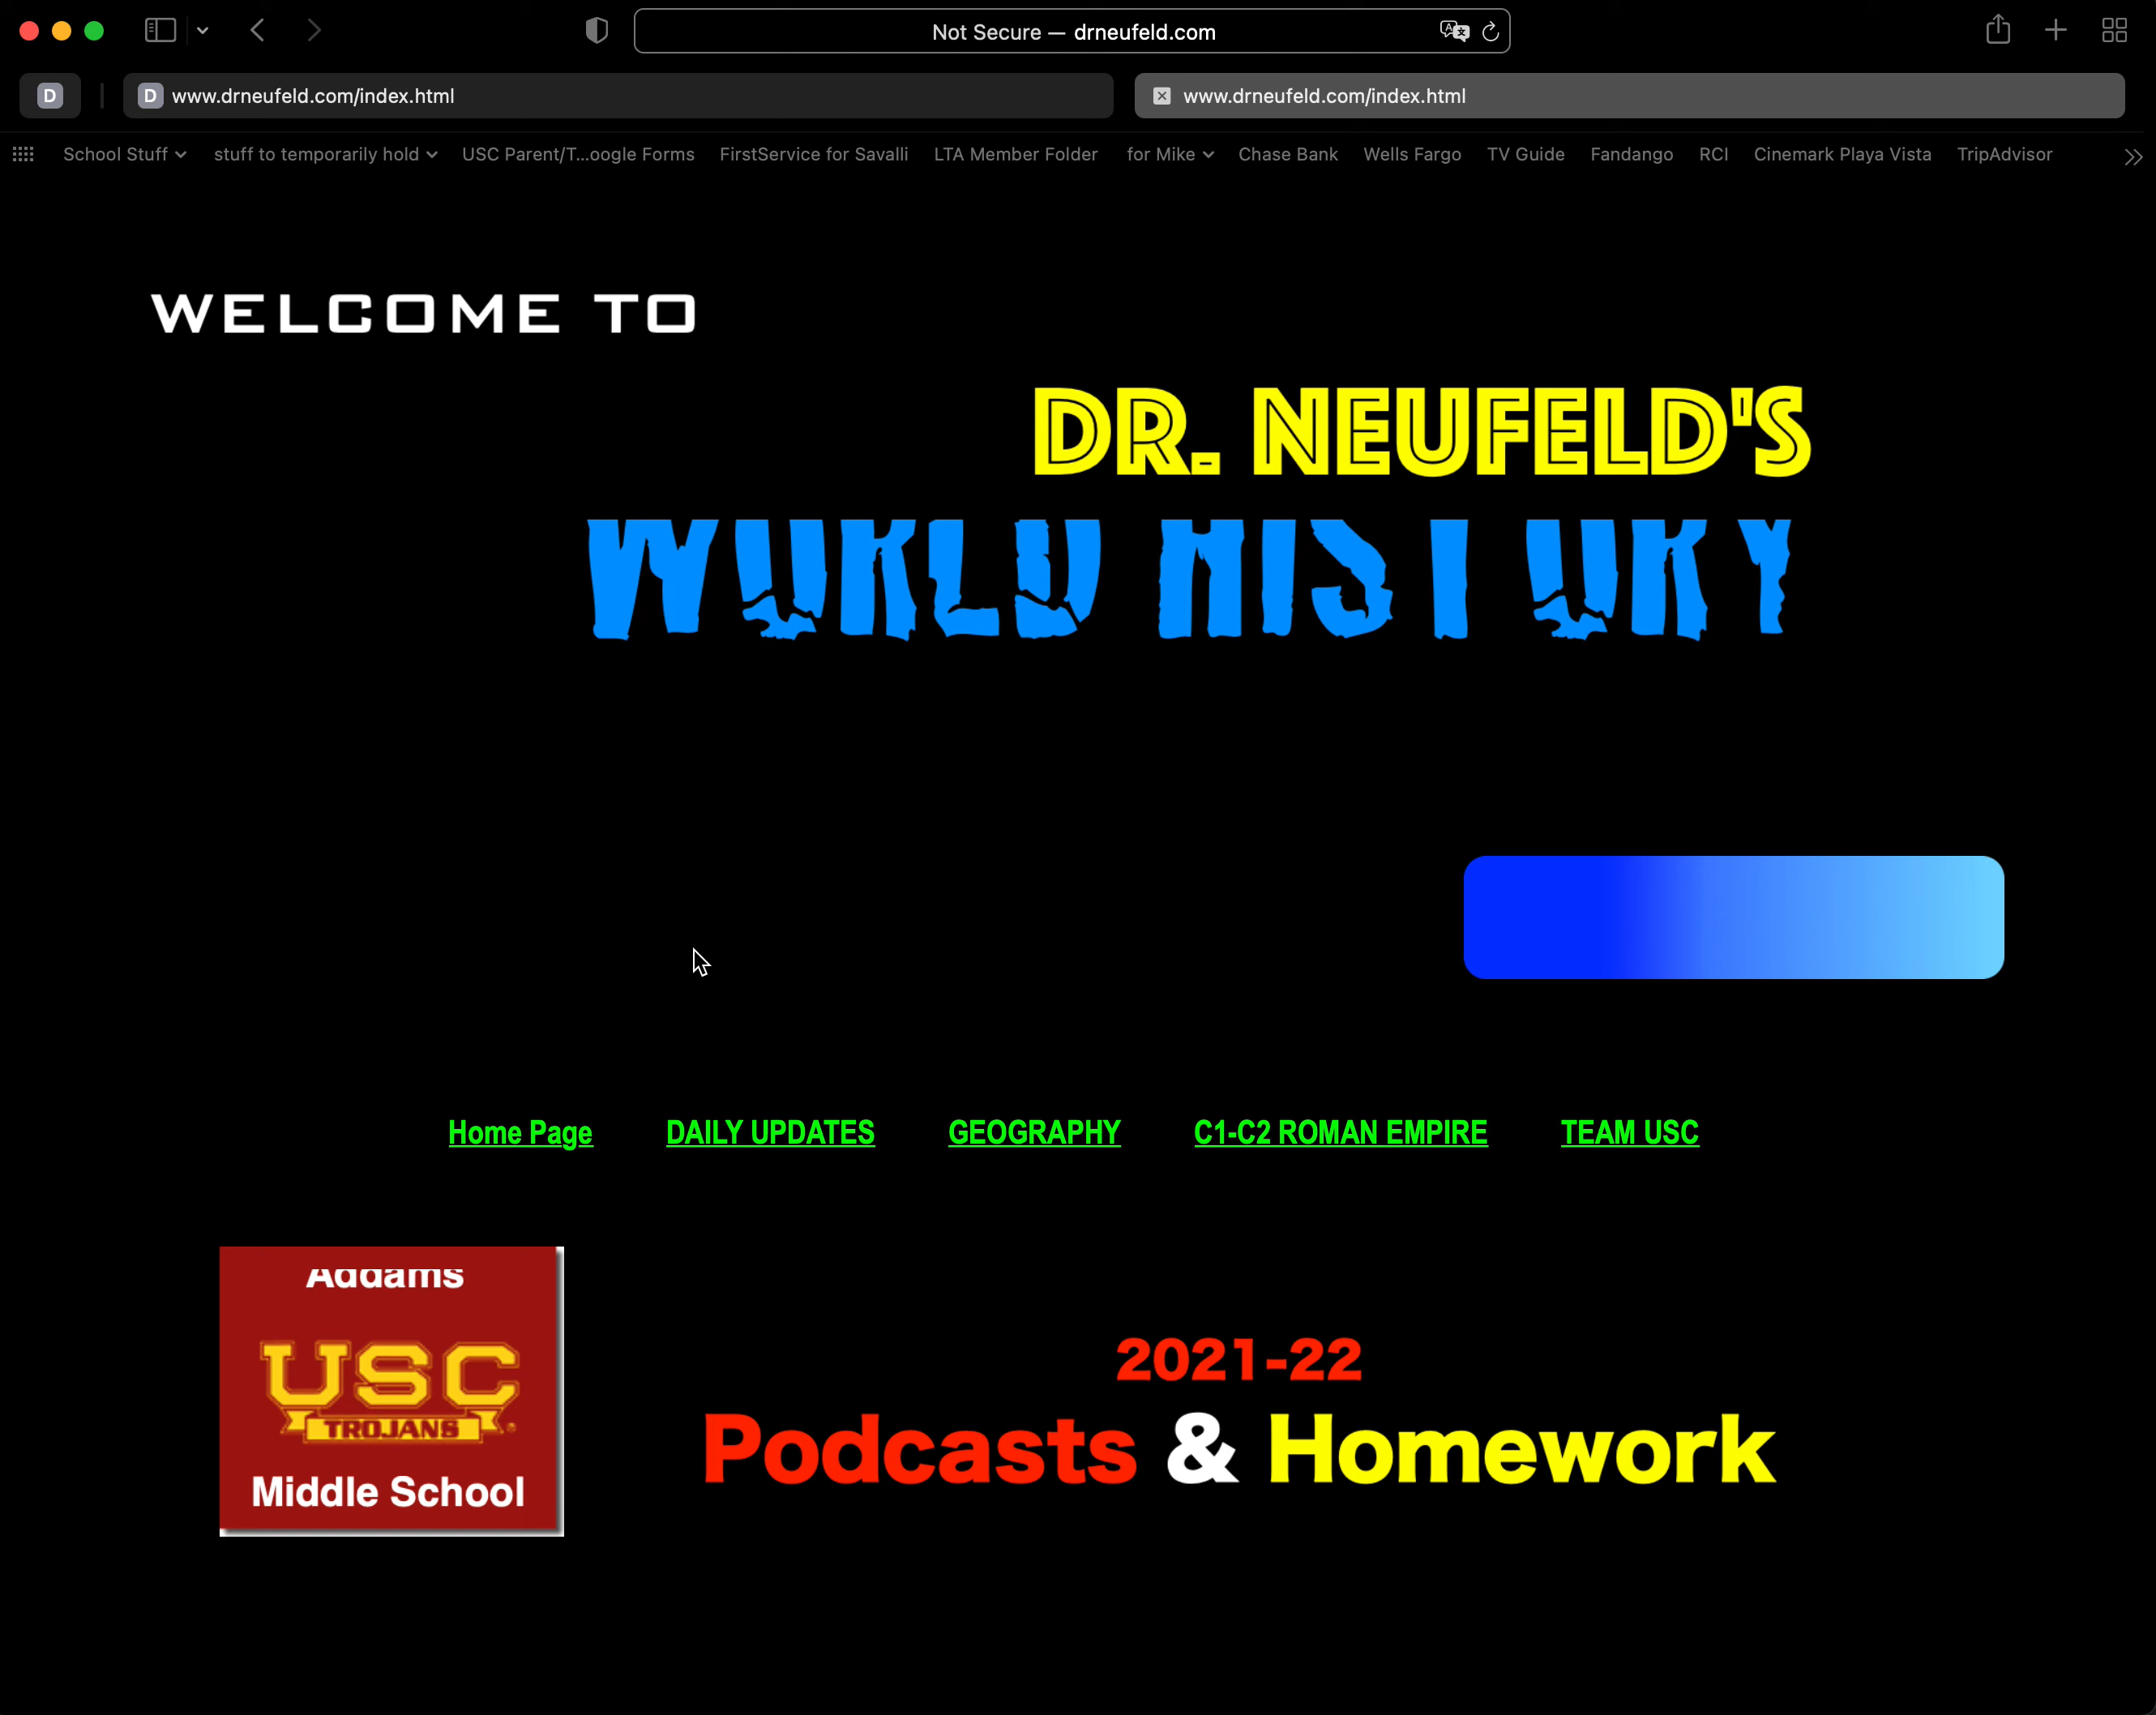 Not Secure — drneufeld.com
D
D www.drneufeld.com/index.html
www.drneufeld.com/index.html
School Stuff
stuff to temporarily hold
USC Parent/T...oogle Forms
FirstService for Savalli
LTA Member Folder
for Mike
Chase Bank
Wells Fargo
TV Guide
Fandango
RCI
Cinemark Playa Vista
TripAdvisor
WELCOME TO
DR. NEUFELD'S
WORLD HISTORY
Home Page
DAILY UPDATES
GEOGRAPHY
C1-C2 ROMAN EMPIRE
TEAM USC
Addams
USC
TROJANS
Middle School
2021-22
Podcasts & Homework